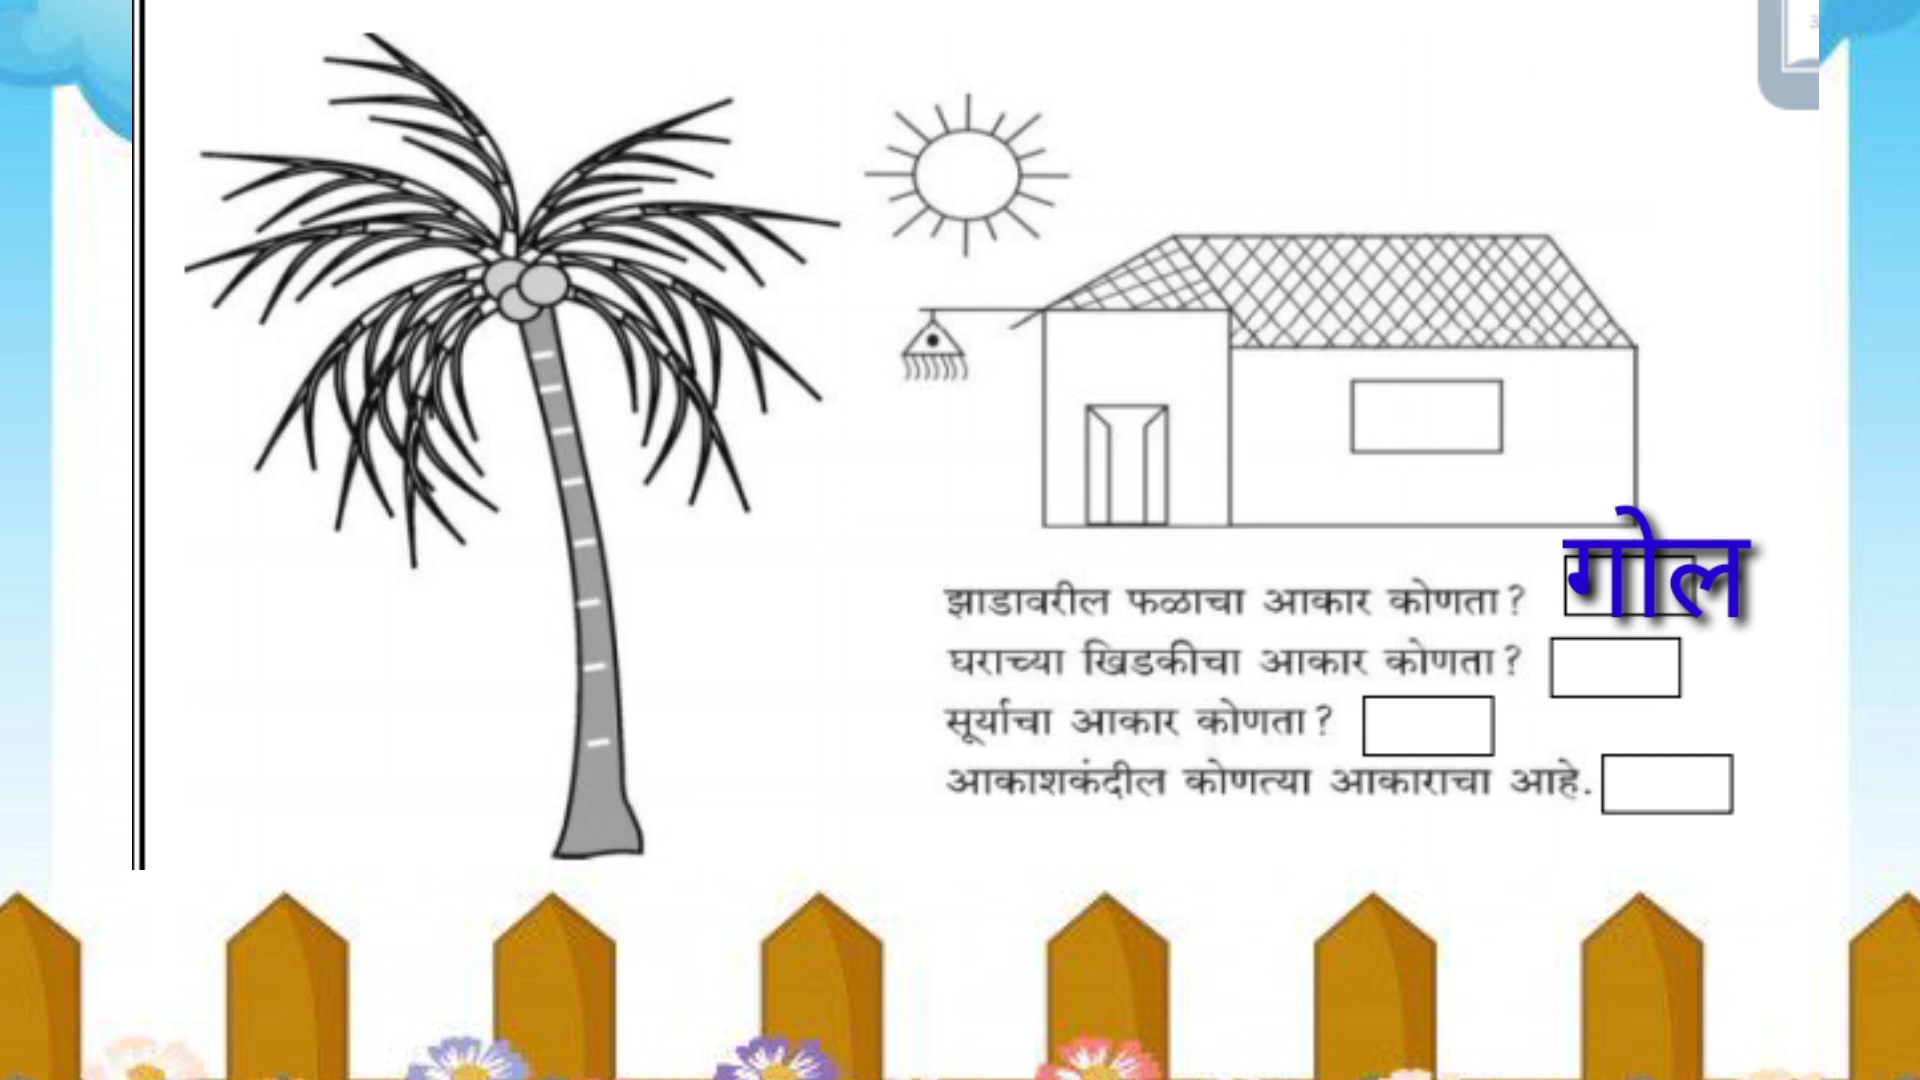 झाडावरील फळाचा आकार कोणता? गोल
घराच्या खिडकीचा आकार कोणता?
सूर्याचा आकार कोणता?
आकाशकंदील कोणत्या आकाराचा आहे.